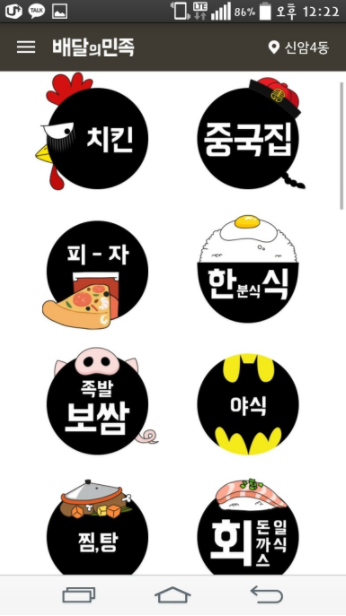 TALK LTE 86% 오후 12:22
배달의민족 신암4동
치킨
중국집
피-자
한분식식
족발
보쌈
야식
찜,탕
회 돈까스 일식